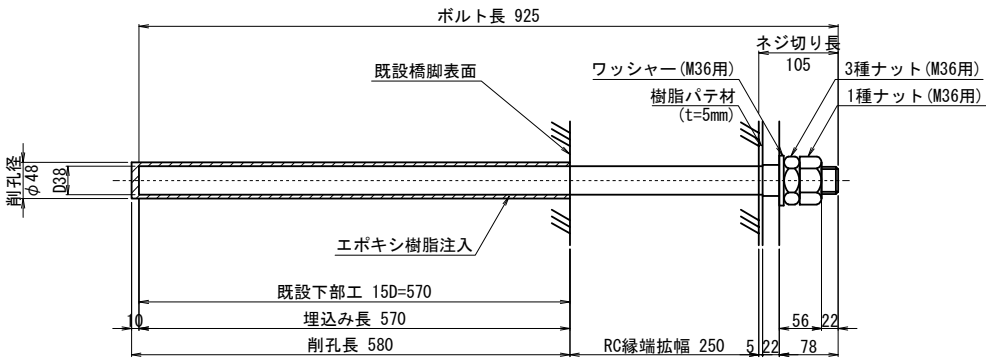 ボルト長 925
ネジ切り長
105
既設橋脚表面
ワッシャー(M36用)
3種ナット(M36用)
樹脂パテ材
(t=5mm)
1種ナット(M36用)
削孔径
φ48
D38
エポキシ樹脂注入
既設下部工 15D=570
10
埋込み長 570
56
22
削孔長 580
RC縁端拡幅 250
5
22
78